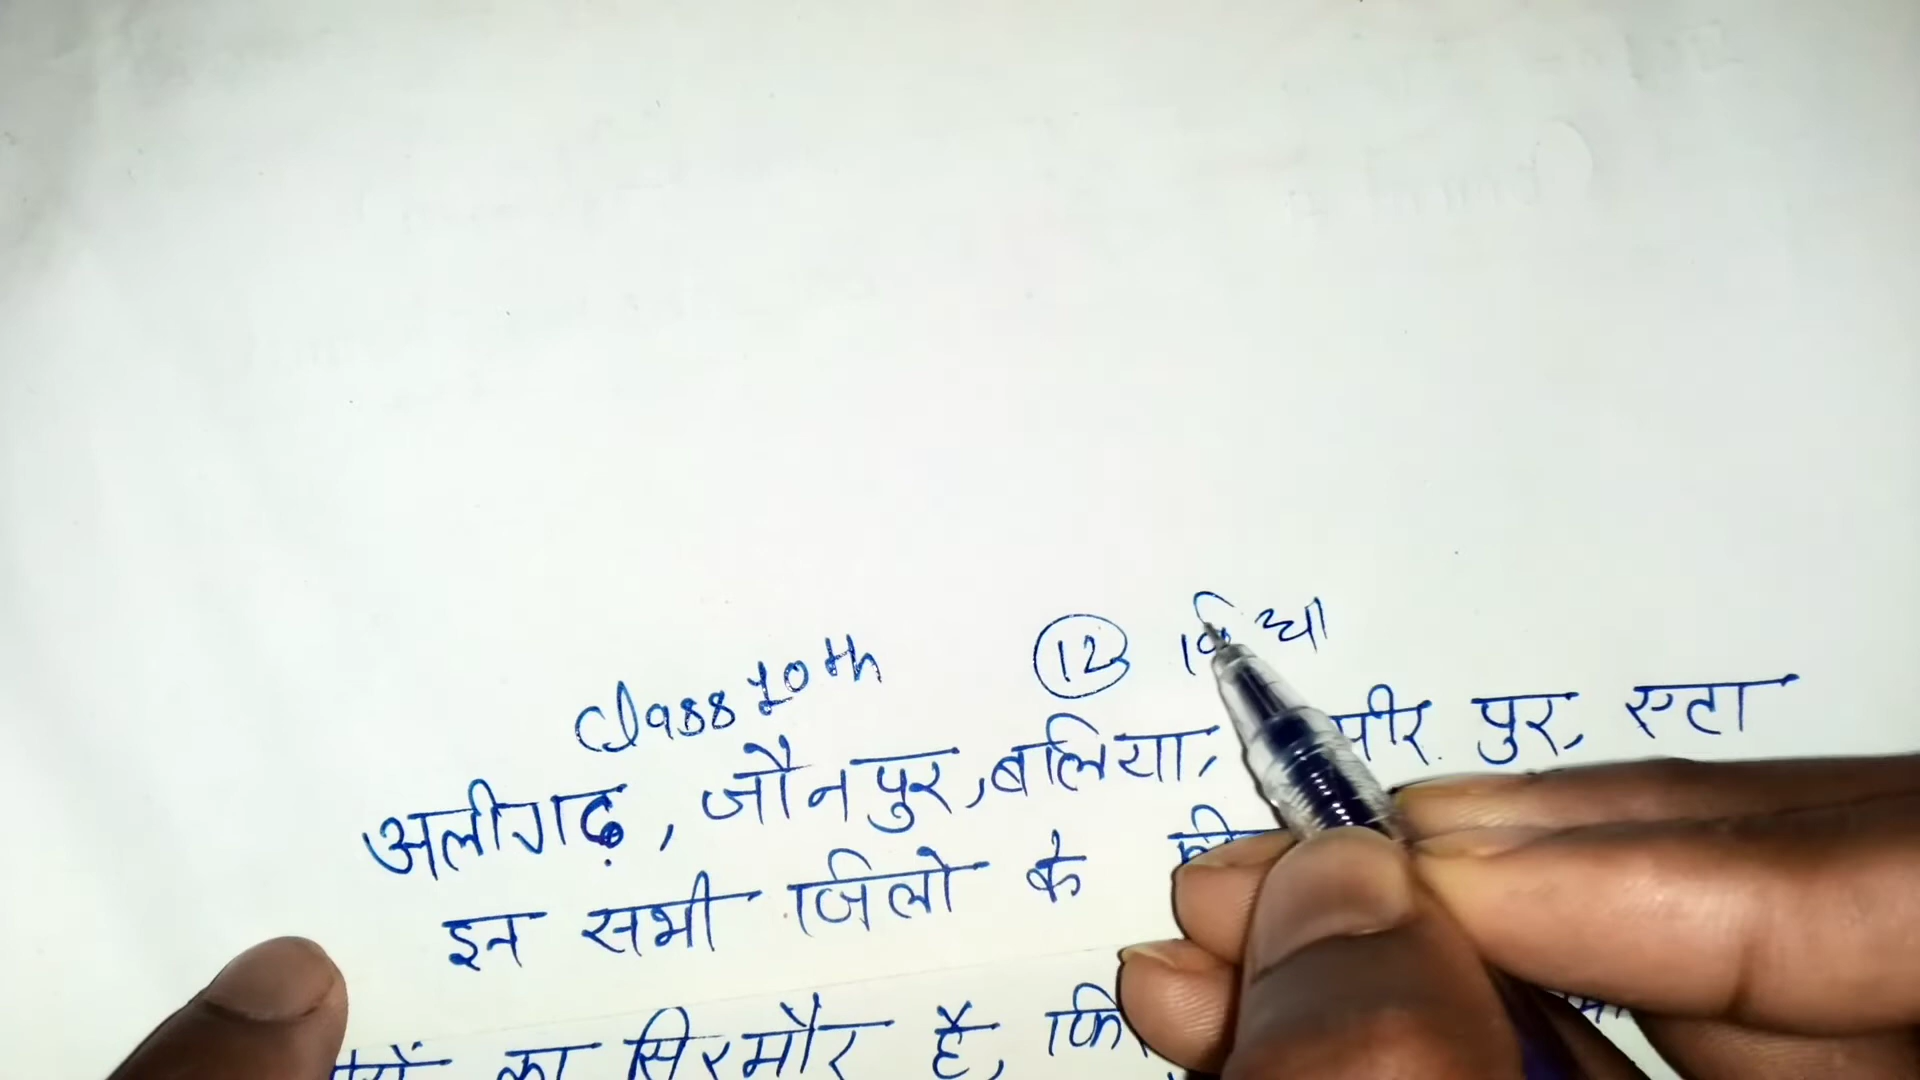 Class 10th 12
अलीगढ़, जौनपुर, बलिया, पुर, एटा
इन सभी जिलो के
का सिरमौर है,